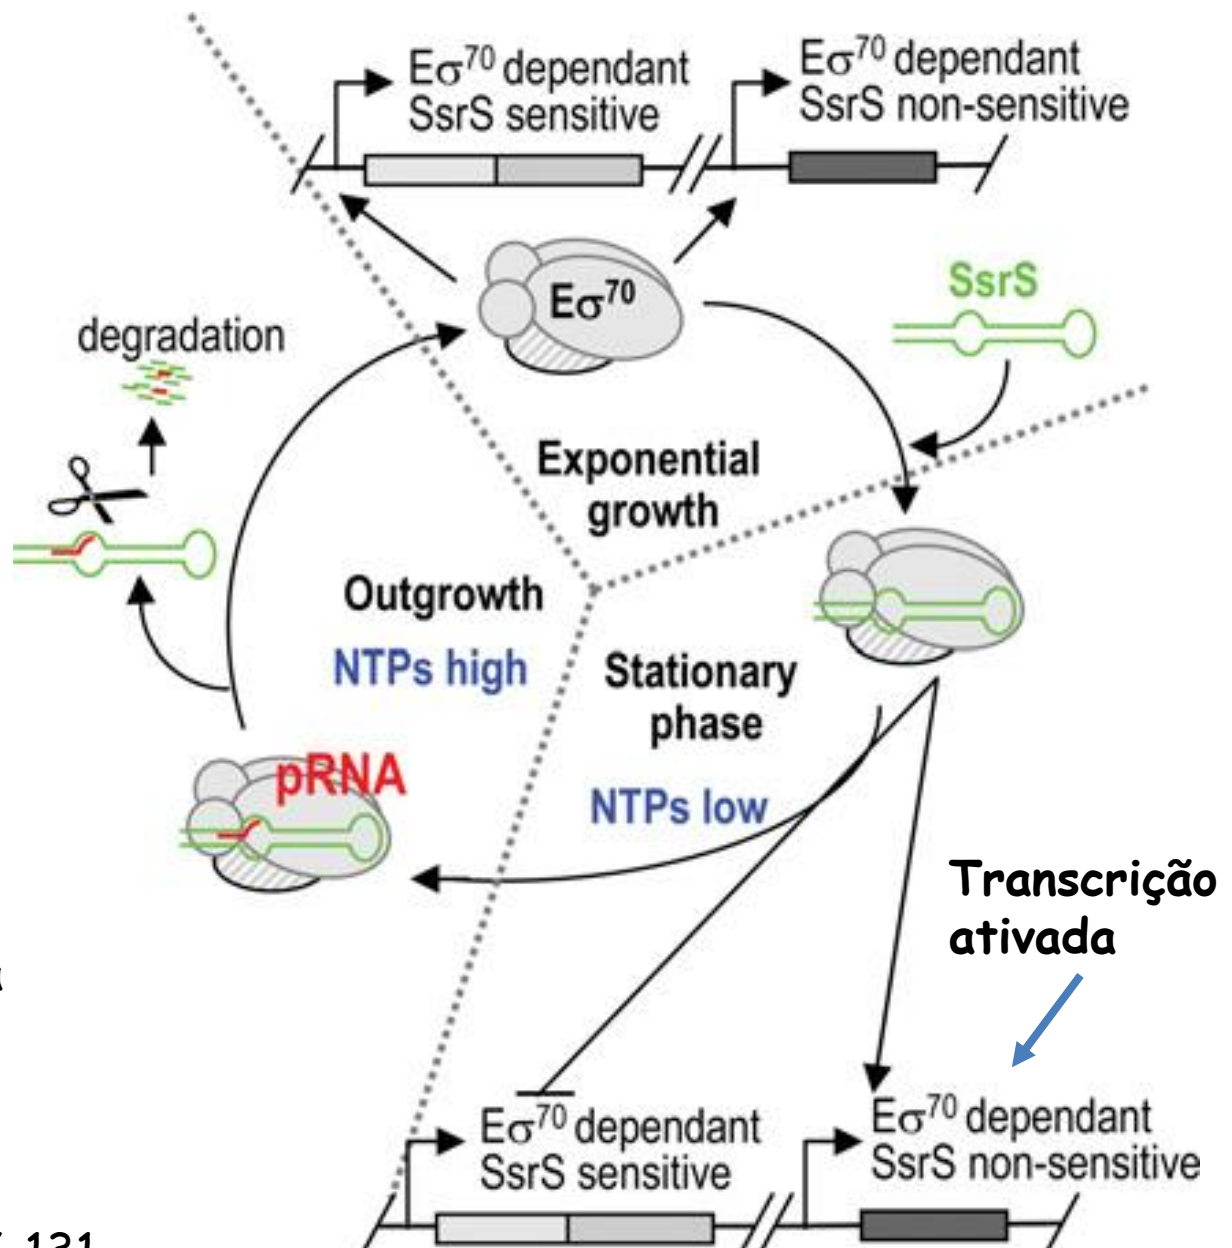 Eσ⁷⁰ dependant
SsrS sensitive
Eσ⁷⁰ dependant
SsrS non-sensitive
Eσ⁷⁰
SsrS
degradation
Exponential
growth
Outgrowth
NTPs high
Stationary
phase
NTPs low
pRNA
Transcrição
ativada
Eσ⁷⁰ dependant
SsrS sensitive
Eσ⁷⁰ dependant
SsrS non-sensitive